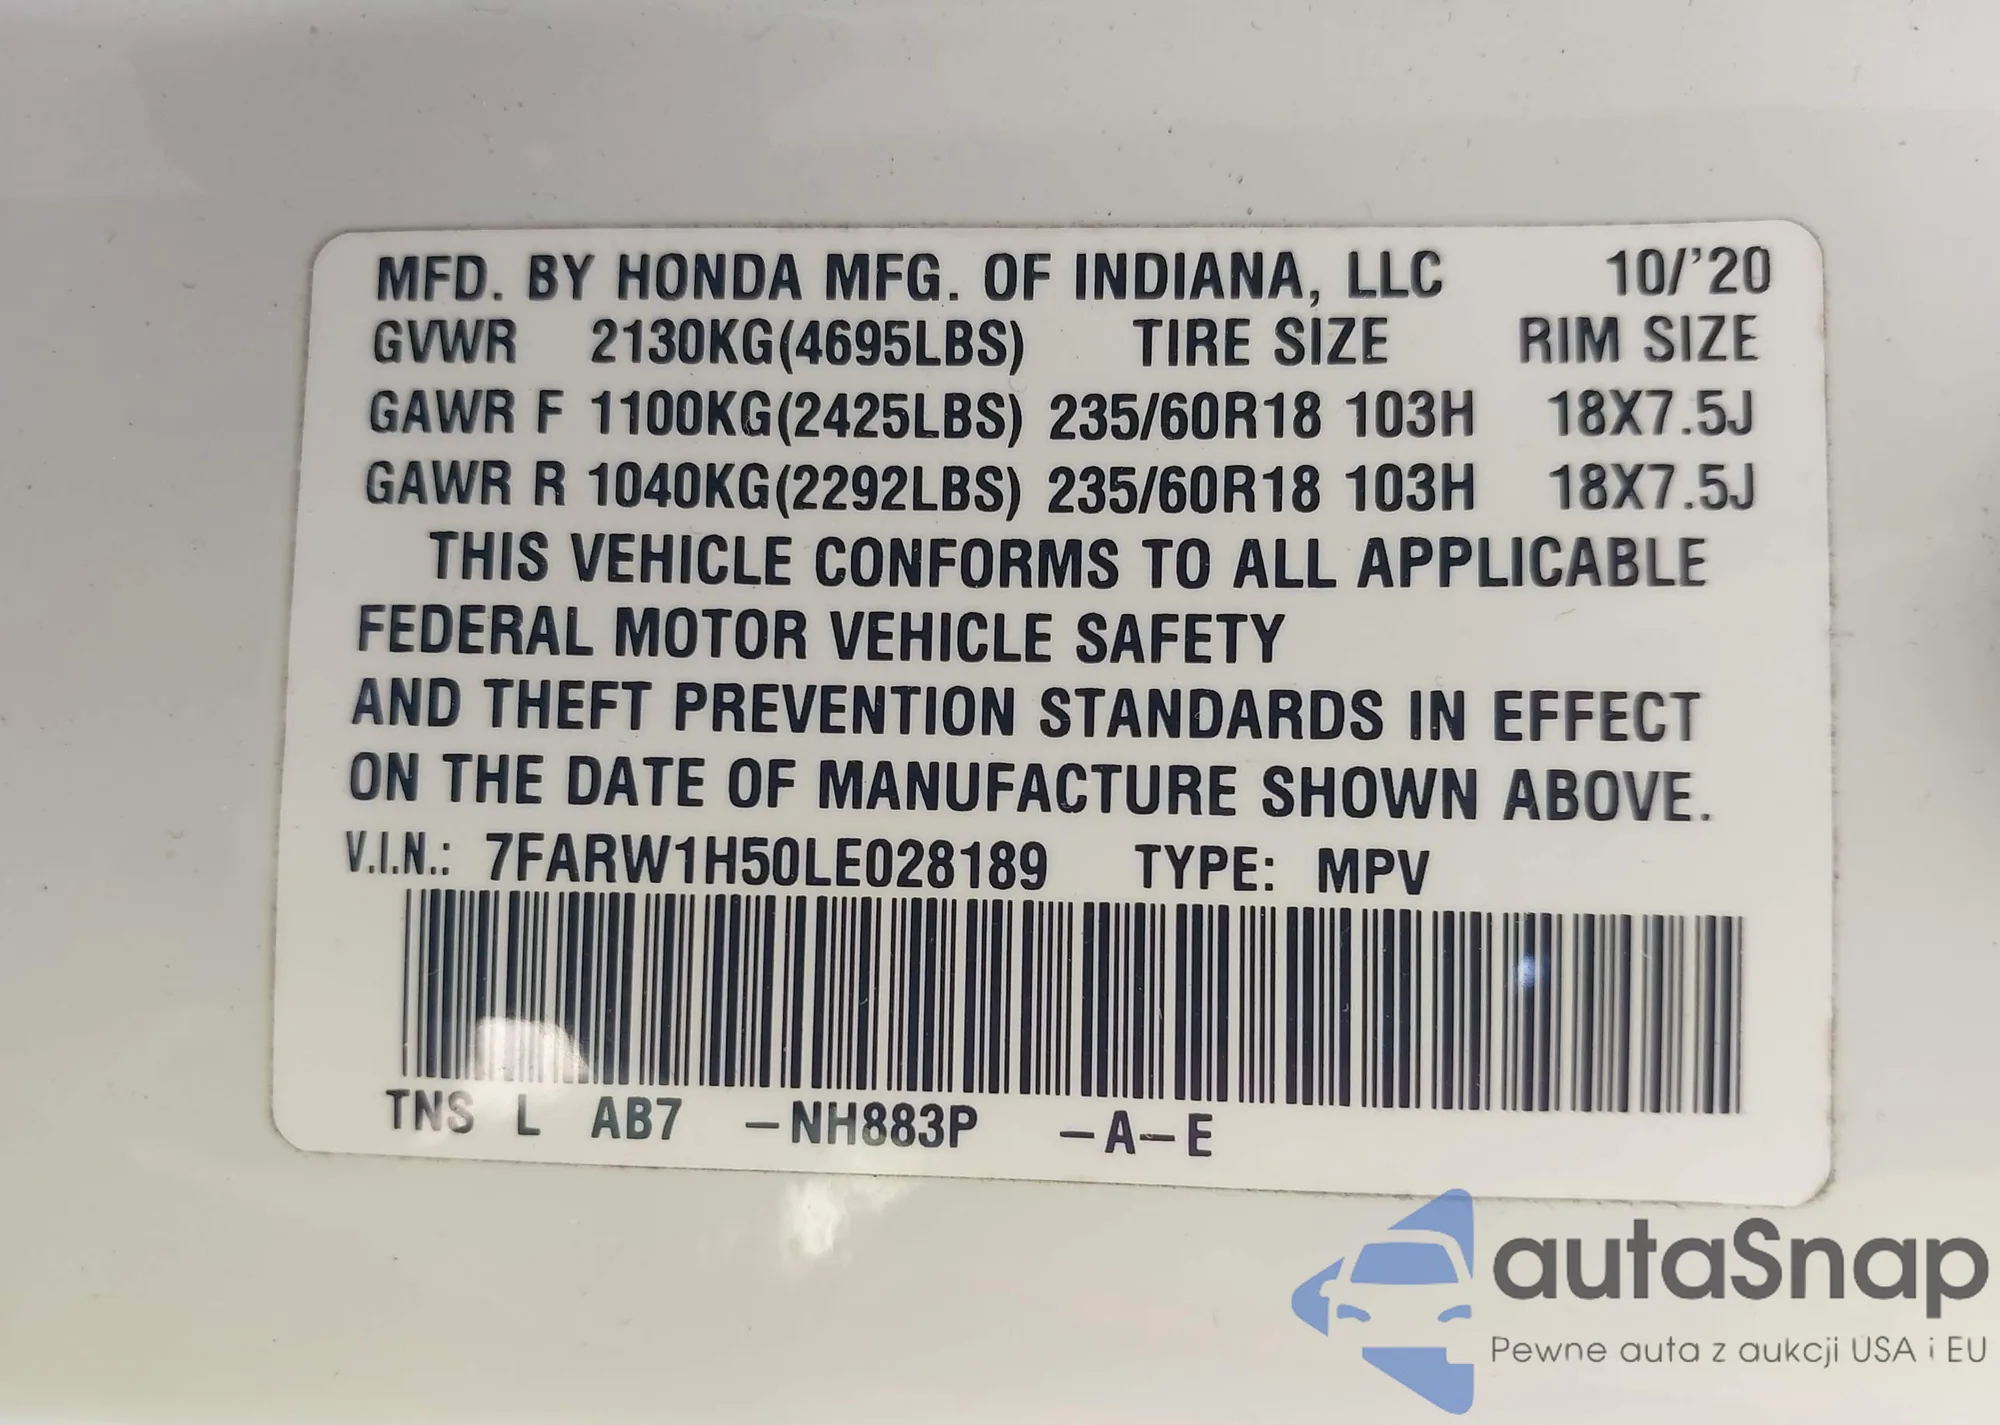 MFD. BY HONDA MFG. OF INDIANA, LLC 10/'20
GVWR 2130KG(4695LBS) TIRE SIZE RIM SIZE
GAWR F 1100KG(2425LBS) 235/60R18 103H 18X7.5J
GAWR R 1040KG(2292LBS) 235/60R18 103H 18X7.5J
THIS VEHICLE CONFORMS TO ALL APPLICABLE
FEDERAL MOTOR VEHICLE SAFETY
AND THEFT PREVENTION STANDARDS IN EFFECT
ON THE DATE OF MANUFACTURE SHOWN ABOVE.
V.I.N.: 7FARW1H50LE028189 TYPE: MPV
TNS L AB7 -NH883P -A-E
autaSnap
Pewne auta z aukcji USA i EU